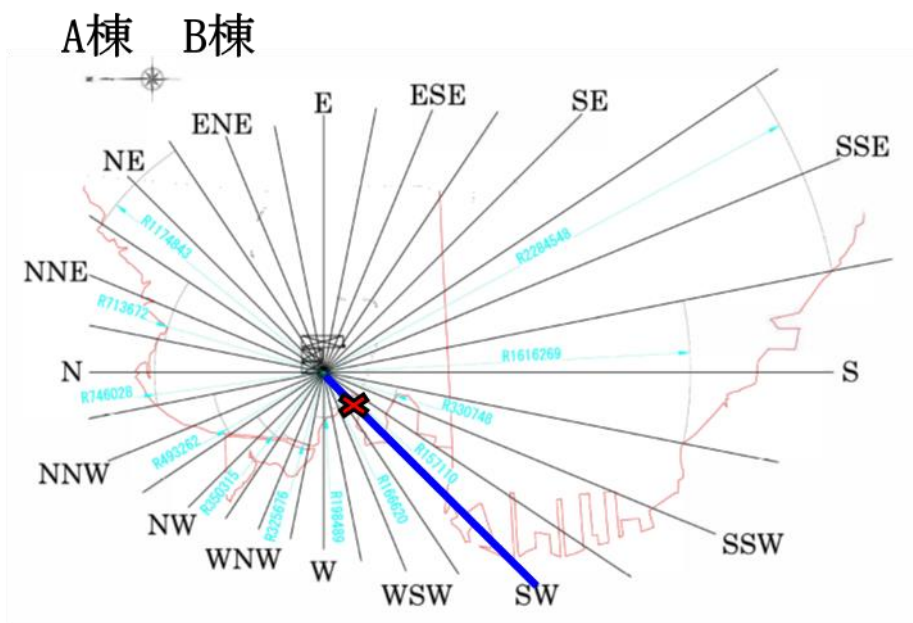 A棟 B棟
E
ESE
SE
ENE
NE
SSE
R1174843
R2284548
NNE
R713672
R1616269
N
S
R746028
R330748
R493262
R157110
NNW
R350315
R325676
R198489
R166620
NW
SSW
WNW
W
WSW
SW